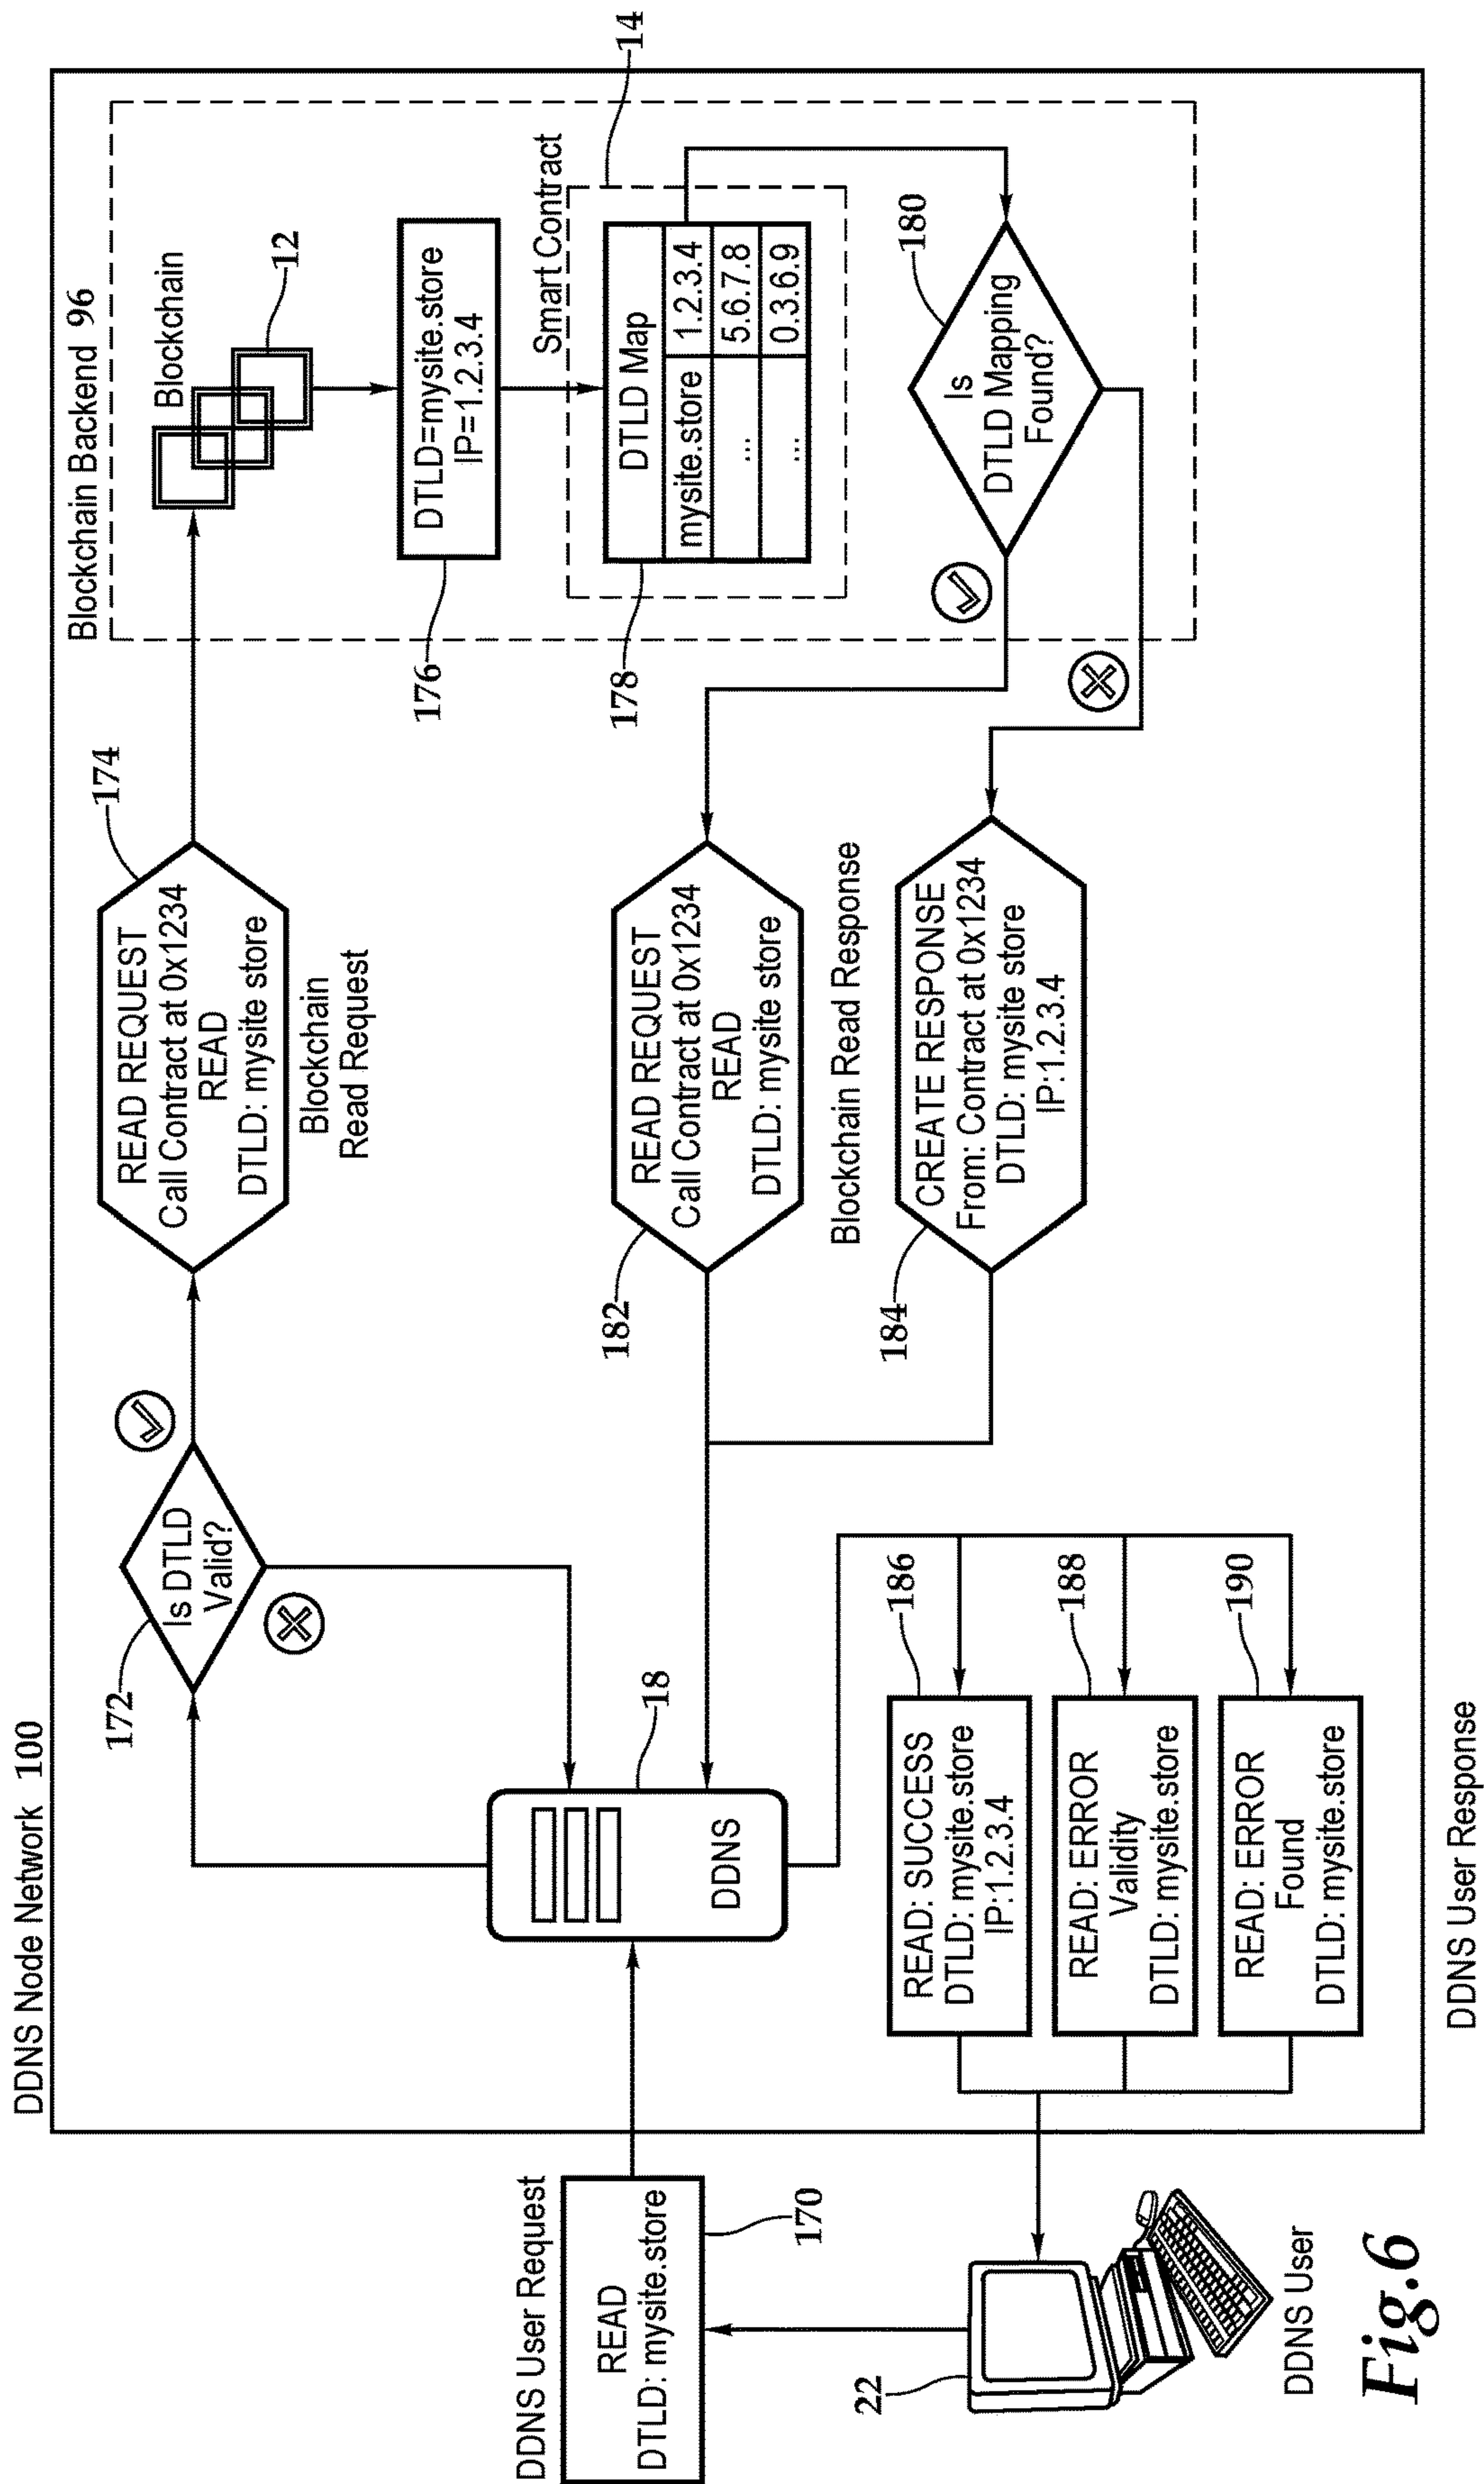 DDNS Node Network 100
Blockchain Backend 96
172
Is DTLD
Valid?
174
READ REQUEST
Call Contract at 0x1234
READ
DTLD: mysite store
Blockchain
Read Request
Blockchain
12
176
DTLD=mysite.store
IP=1.2.3.4
Smart Contract
14
178
DTLD Map
mysite.store 1.2.3.4
... 5.6.7.8
... 0.3.6.9
180
Is
DTLD Mapping
Found?
DDNS User Request
READ
DTLD: mysite.store
170
18
DDNS
182
READ REQUEST
Call Contract at 0x1234
READ
DTLD: mysite store
Blockchain Read Response
184
CREATE RESPONSE
From: Contract at 0x1234
DTLD: mysite store
IP:1.2.3.4
186
READ: SUCCESS
DTLD: mysite.store
IP:1.2.3.4
188
READ: ERROR
Validity
DTLD: mysite.store
190
READ: ERROR
Found
DTLD: mysite.store
22
DDNS User
DDNS User Response
Fig.6